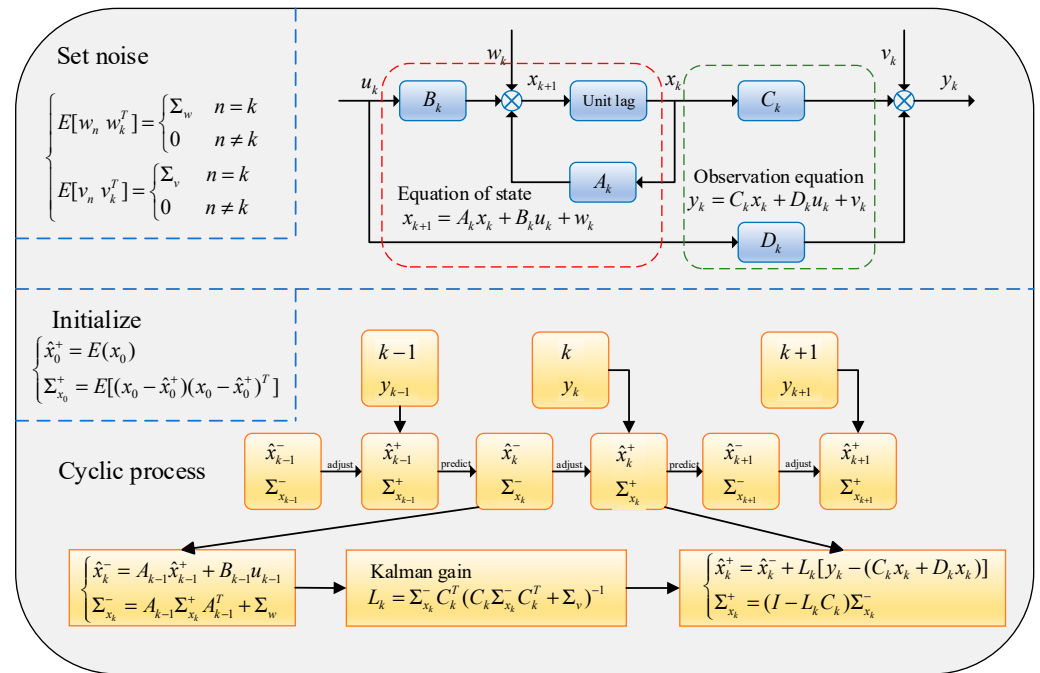 Set noise
E[w_n w_k^T] = { Σ_w n = k
0 n ≠ k
E[v_n v_k^T] = { Σ_v n = k
0 n ≠ k
w_k
v_k
u_k
x_{k+1}
x_k
y_k
B_k
Unit lag
C_k
A_k
Equation of state
x_{k+1} = A_k x_k + B_k u_k + w_k
Observation equation
y_k = C_k x_k + D_k u_k + v_k
D_k
Initialize
x̂_0^+ = E(x_0)
Σ_{x_0}^+ = E[(x_0 − x̂_0^+)(x_0 − x̂_0^+)^T]
k−1
y_{k−1}
k
y_k
k+1
y_{k+1}
Cyclic process
x̂_{k−1}^−
Σ_{x_{k−1}}^−
adjust
x̂_{k−1}^+
Σ_{x_{k−1}}^+
predict
x̂_k^−
Σ_{x_k}^−
adjust
x̂_k^+
Σ_{x_k}^+
predict
x̂_{k+1}^−
Σ_{x_{k+1}}^−
adjust
x̂_{k+1}^+
Σ_{x_{k+1}}^+
x̂_k^− = A_{k−1} x̂_{k−1}^+ + B_{k−1} u_{k−1}
Σ_{x_k}^− = A_{k−1} Σ_{x_k}^+ A_{k−1}^T + Σ_w
Kalman gain
L_k = Σ_{x_k}^− C_k^T (C_k Σ_{x_k}^− C_k^T + Σ_v)^{−1}
x̂_k^+ = x̂_k^− + L_k[y_k − (C_k x_k + D_k x_k)]
Σ_{x_k}^+ = (I − L_k C_k)Σ_{x_k}^−